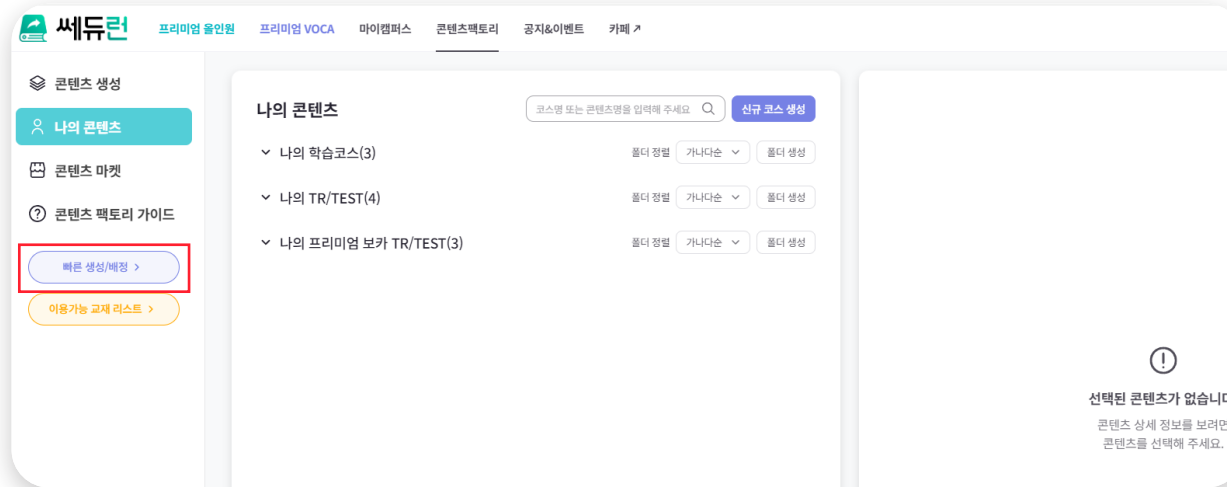 쎄듀런
프리미엄 올인원 프리미엄 VOCA 마이캠퍼스 콘텐츠팩토리 공지&이벤트 카페
콘텐츠 생성
나의 콘텐츠
콘텐츠 마켓
콘텐츠 팩토리 가이드
빠른 생성/배정 >
이용가능 교재 리스트 >
나의 콘텐츠
코스명 또는 콘텐츠명을 입력해 주세요
신규 코스 생성
나의 학습코스(3) 폴더 정렬 가나다순 폴더 생성
나의 TR/TEST(4) 폴더 정렬 가나다순 폴더 생성
나의 프리미엄 보카 TR/TEST(3) 폴더 정렬 가나다순 폴더 생성
선택된 콘텐츠가 없습니다
콘텐츠 상세 정보를 보려면
콘텐츠를 선택해 주세요.